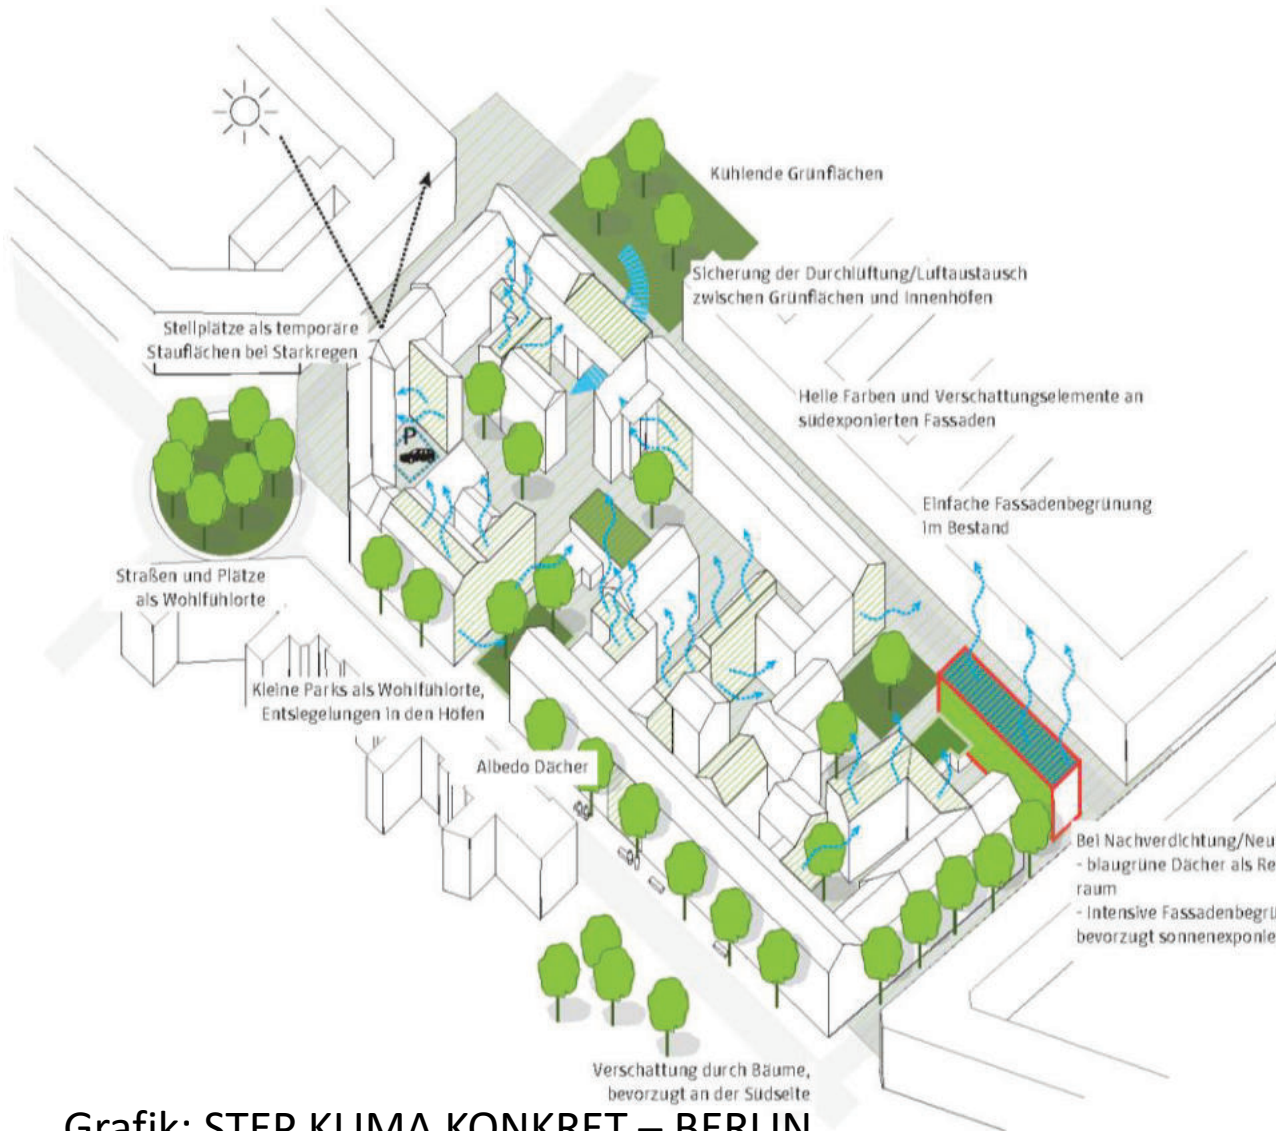 Kühlende Grünflächen
Sicherung der Durchlüftung/Luftaustausch
zwischen Grünflächen und Innenhöfen
Stellplätze als temporäre
Stauflächen bei Starkregen
Helle Farben und Verschattungselemente an
südexponierten Fassaden
P
Einfache Fassadenbegrünung
im Bestand
Straßen und Plätze
als Wohlfühlorte
Kleine Parks als Wohlfühlorte,
Entsiegelungen in den Höfen
Albedo Dächer
Bei Nachverdichtung/Neu
- blaugrüne Dächer als Re
raum
- Intensive Fassadenbegrü
bevorzugt sonnenexponie
Verschattung durch Bäume,
bevorzugt an der Südseite
Grafik: STEP KLIMA KONKRET – BERLIN